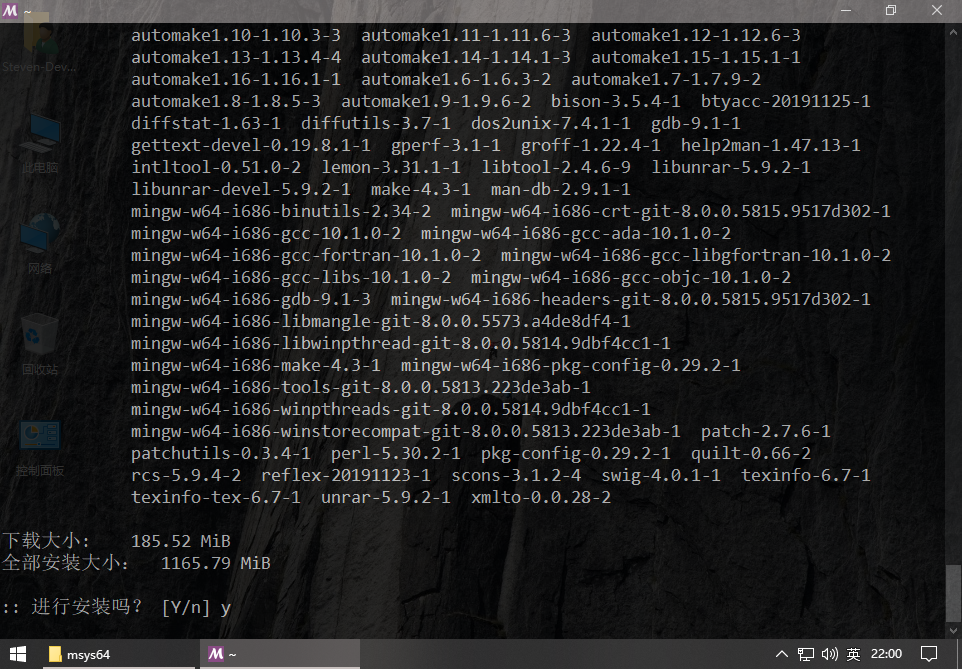 ~
automake1.10-1.10.3-3  automake1.11-1.11.6-3  automake1.12-1.12.6-3
Steven-Dev...
automake1.13-1.13.4-4  automake1.14-1.14.1-3  automake1.15-1.15.1-1
automake1.16-1.16.1-1  automake1.6-1.6.3-2  automake1.7-1.7.9-2
automake1.8-1.8.5-3  automake1.9-1.9.6-2  bison-3.5.4-1  btyacc-20191125-1
diffstat-1.63-1  diffutils-3.7-1  dos2unix-7.4.1-1  gdb-9.1-1
gettext-devel-0.19.8.1-1  gperf-3.1-1  groff-1.22.4-1  help2man-1.47.13-1
此电脑
intltool-0.51.0-2  lemon-3.31.1-1  libtool-2.4.6-9  libunrar-5.9.2-1
libunrar-devel-5.9.2-1  make-4.3-1  man-db-2.9.1-1
mingw-w64-i686-binutils-2.34-2  mingw-w64-i686-crt-git-8.0.0.5815.9517d302-1
mingw-w64-i686-gcc-10.1.0-2  mingw-w64-i686-gcc-ada-10.1.0-2
mingw-w64-i686-gcc-fortran-10.1.0-2  mingw-w64-i686-gcc-libgfortran-10.1.0-2
网络
mingw-w64-i686-gcc-libs-10.1.0-2  mingw-w64-i686-gcc-objc-10.1.0-2
mingw-w64-i686-gdb-9.1-3  mingw-w64-i686-headers-git-8.0.0.5815.9517d302-1
mingw-w64-i686-libmangle-git-8.0.0.5573.a4de8df4-1
mingw-w64-i686-libwinpthread-git-8.0.0.5814.9dbf4cc1-1
mingw-w64-i686-make-4.3-1  mingw-w64-i686-pkg-config-0.29.2-1
回收站
mingw-w64-i686-tools-git-8.0.0.5813.223de3ab-1
mingw-w64-i686-winpthreads-git-8.0.0.5814.9dbf4cc1-1
mingw-w64-i686-winstorecompat-git-8.0.0.5813.223de3ab-1  patch-2.7.6-1
patchutils-0.3.4-1  perl-5.30.2-1  pkg-config-0.29.2-1  quilt-0.66-2
控制面板
rcs-5.9.4-2  reflex-20191123-1  scons-3.1.2-4  swig-4.0.1-1  texinfo-6.7-1
texinfo-tex-6.7-1  unrar-5.9.2-1  xmlto-0.0.28-2
下载大小:    185.52 MiB
全部安装大小:   1165.79 MiB
:: 进行安装吗？ [Y/n] y
msys64
~
英
22:00